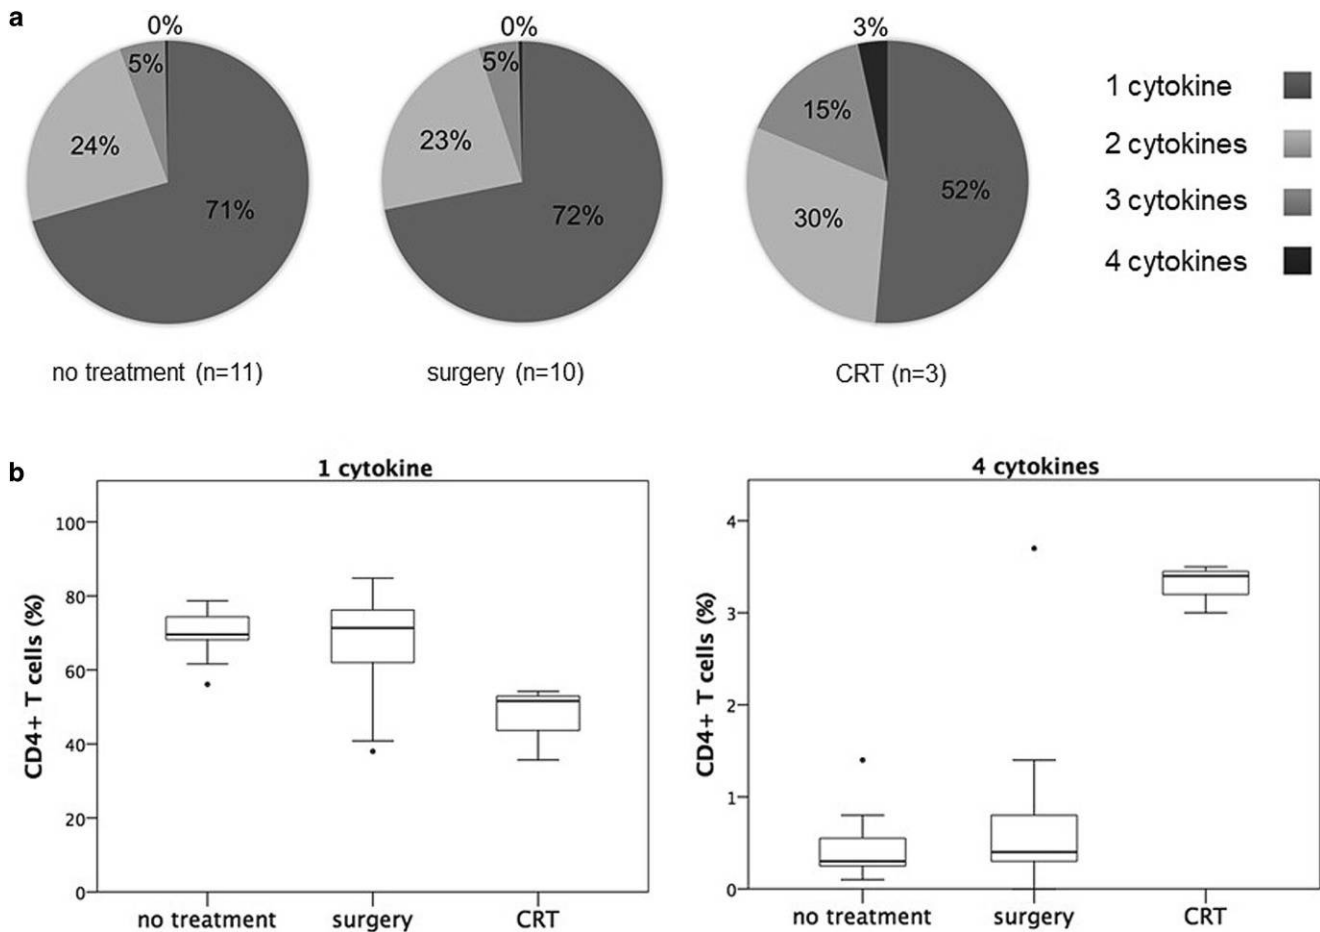 a
0%
5%
24%
71%
no treatment (n=11)
0%
5%
23%
72%
surgery (n=10)
3%
15%
30%
52%
CRT (n=3)
1 cytokine
2 cytokines
3 cytokines
4 cytokines
b
1 cytokine
CD4+ T cells (%)
100
80
60
40
20
0
no treatment
surgery
CRT
4 cytokines
CD4+ T cells (%)
4
3
2
1
0
no treatment
surgery
CRT